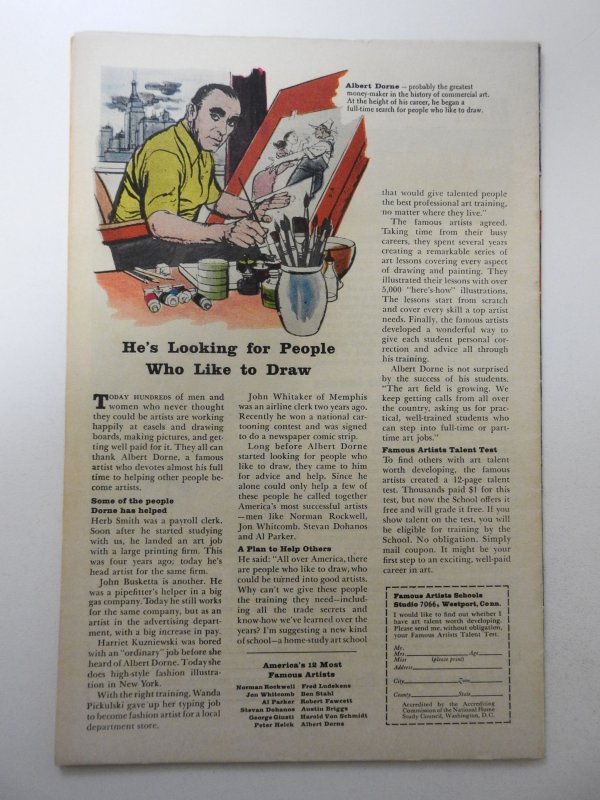 Albert Dorne – probably the greatest
money-maker in the history of commercial art.
At the height of his career, he began a
full-time search for people who like to draw.
He's Looking for People
Who Like to Draw
TODAY HUNDREDS of men and
women who never thought
they could be artists are working
happily at easels and drawing
boards, making pictures, and get-
ting well paid for it. They all can
thank Albert Dorne, a famous
artist who devotes almost his full
time to helping other people be-
come artists.
Some of the people
Dorne has helped
Herb Smith was a payroll clerk.
Soon after he started studying
with us, he landed an art job
with a large printing firm. This
was four years ago; today he's
head artist for the same firm.
John Busketta is another. He
was a pipefitter's helper in a big
gas company. Today he still works
for the same company, but as an
artist in the advertising depart-
ment, with a big increase in pay.
Harriet Kuzniewski was bored
with an "ordinary" job before she
heard of Albert Dorne. Today she
does high-style fashion illustra-
tion in New York.
With the right training, Wanda
Pickulski gave up her typing job
to become fashion artist for a local
department store.
John Whitaker of Memphis
was an airline clerk two years ago.
Recently he won a national car-
tooning contest and was signed
to do a newspaper comic strip.
Long before Albert Dorne
started looking for people who
like to draw, they came to him
for advice and help. Since he
alone could only help a few of
these people he called together
America's most successful artists
—men like Norman Rockwell,
Jon Whitcomb, Stevan Dohanos
and Al Parker.
A Plan to Help Others
He said: "All over America, there
are people who like to draw, who
could be turned into good artists.
Why can't we give these people
the training they need—includ-
ing all the trade secrets and
know-how we've learned over the
years? I'm suggesting a new kind
of school—a home-study art school
America's 12 Most
Famous Artists
Norman Rockwell Fred Ludekens
Jon Whitcomb Ben Stahl
Al Parker Robert Fawcett
Stevan Dohanos Austin Briggs
George Giusti Harold Von Schmidt
Peter Helck Albert Dorne
that would give talented people
the best professional art training,
no matter where they live."
The famous artists agreed.
Taking time from their busy
careers, they spent several years
creating a remarkable series of
art lessons covering every aspect
of drawing and painting. They
illustrated their lessons with over
5,000 "here's-how" illustrations.
The lessons start from scratch
and cover every skill a top artist
needs. Finally, the famous artists
developed a wonderful way to
give each student personal cor-
rection and advice all through
his training.
Albert Dorne is not surprised
by the success of his students.
"The art field is growing. We
keep getting calls from all over
the country, asking us for prac-
tical, well-trained students who
can step into full-time or part-
time art jobs."
Famous Artists Talent Test
To find others with art talent
worth developing, the famous
artists created a 12-page talent
test. Thousands paid $1 for this
test, but now the School offers it
free and will grade it free. If you
show talent on the test, you will
be eligible for training by the
School. No obligation. Simply
mail coupon. It might be your
first step to an exciting, well-paid
career in art.
Famous Artists Schools
Studio 7066, Westport, Conn.
I would like to find out whether I
have art talent worth developing.
Please send me, without obligation,
your Famous Artists Talent Test.
Mr.
Mrs. Age
Miss (please print)
Address
City Zone
County State
Accredited by the Accrediting
Commission of the National Home
Study Council, Washington, D.C.